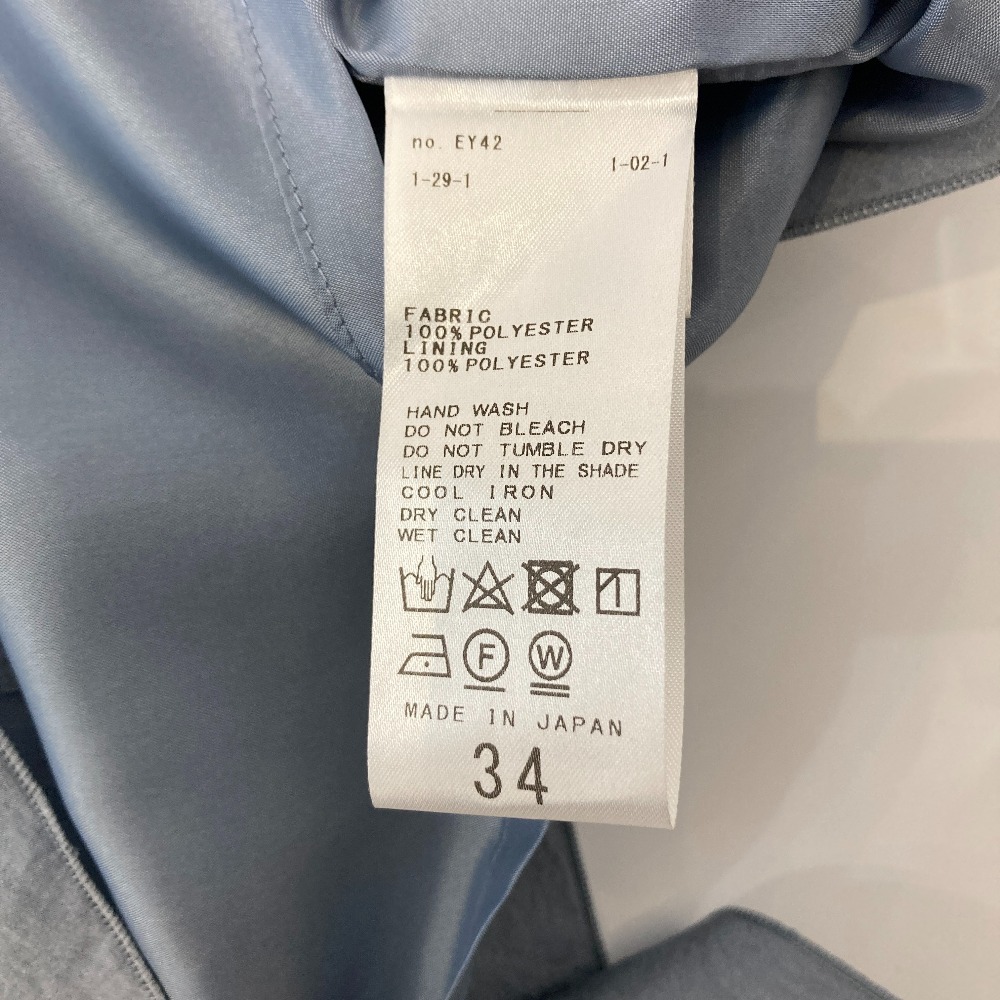 no. EY42
1-29-1
1-02-1
FABRIC
100% POLYESTER
LINING
100% POLYESTER
HAND WASH
DO NOT BLEACH
DO NOT TUMBLE DRY
LINE DRY IN THE SHADE
COOL IRON
DRY CLEAN
WET CLEAN
F W
MADE IN JAPAN
34